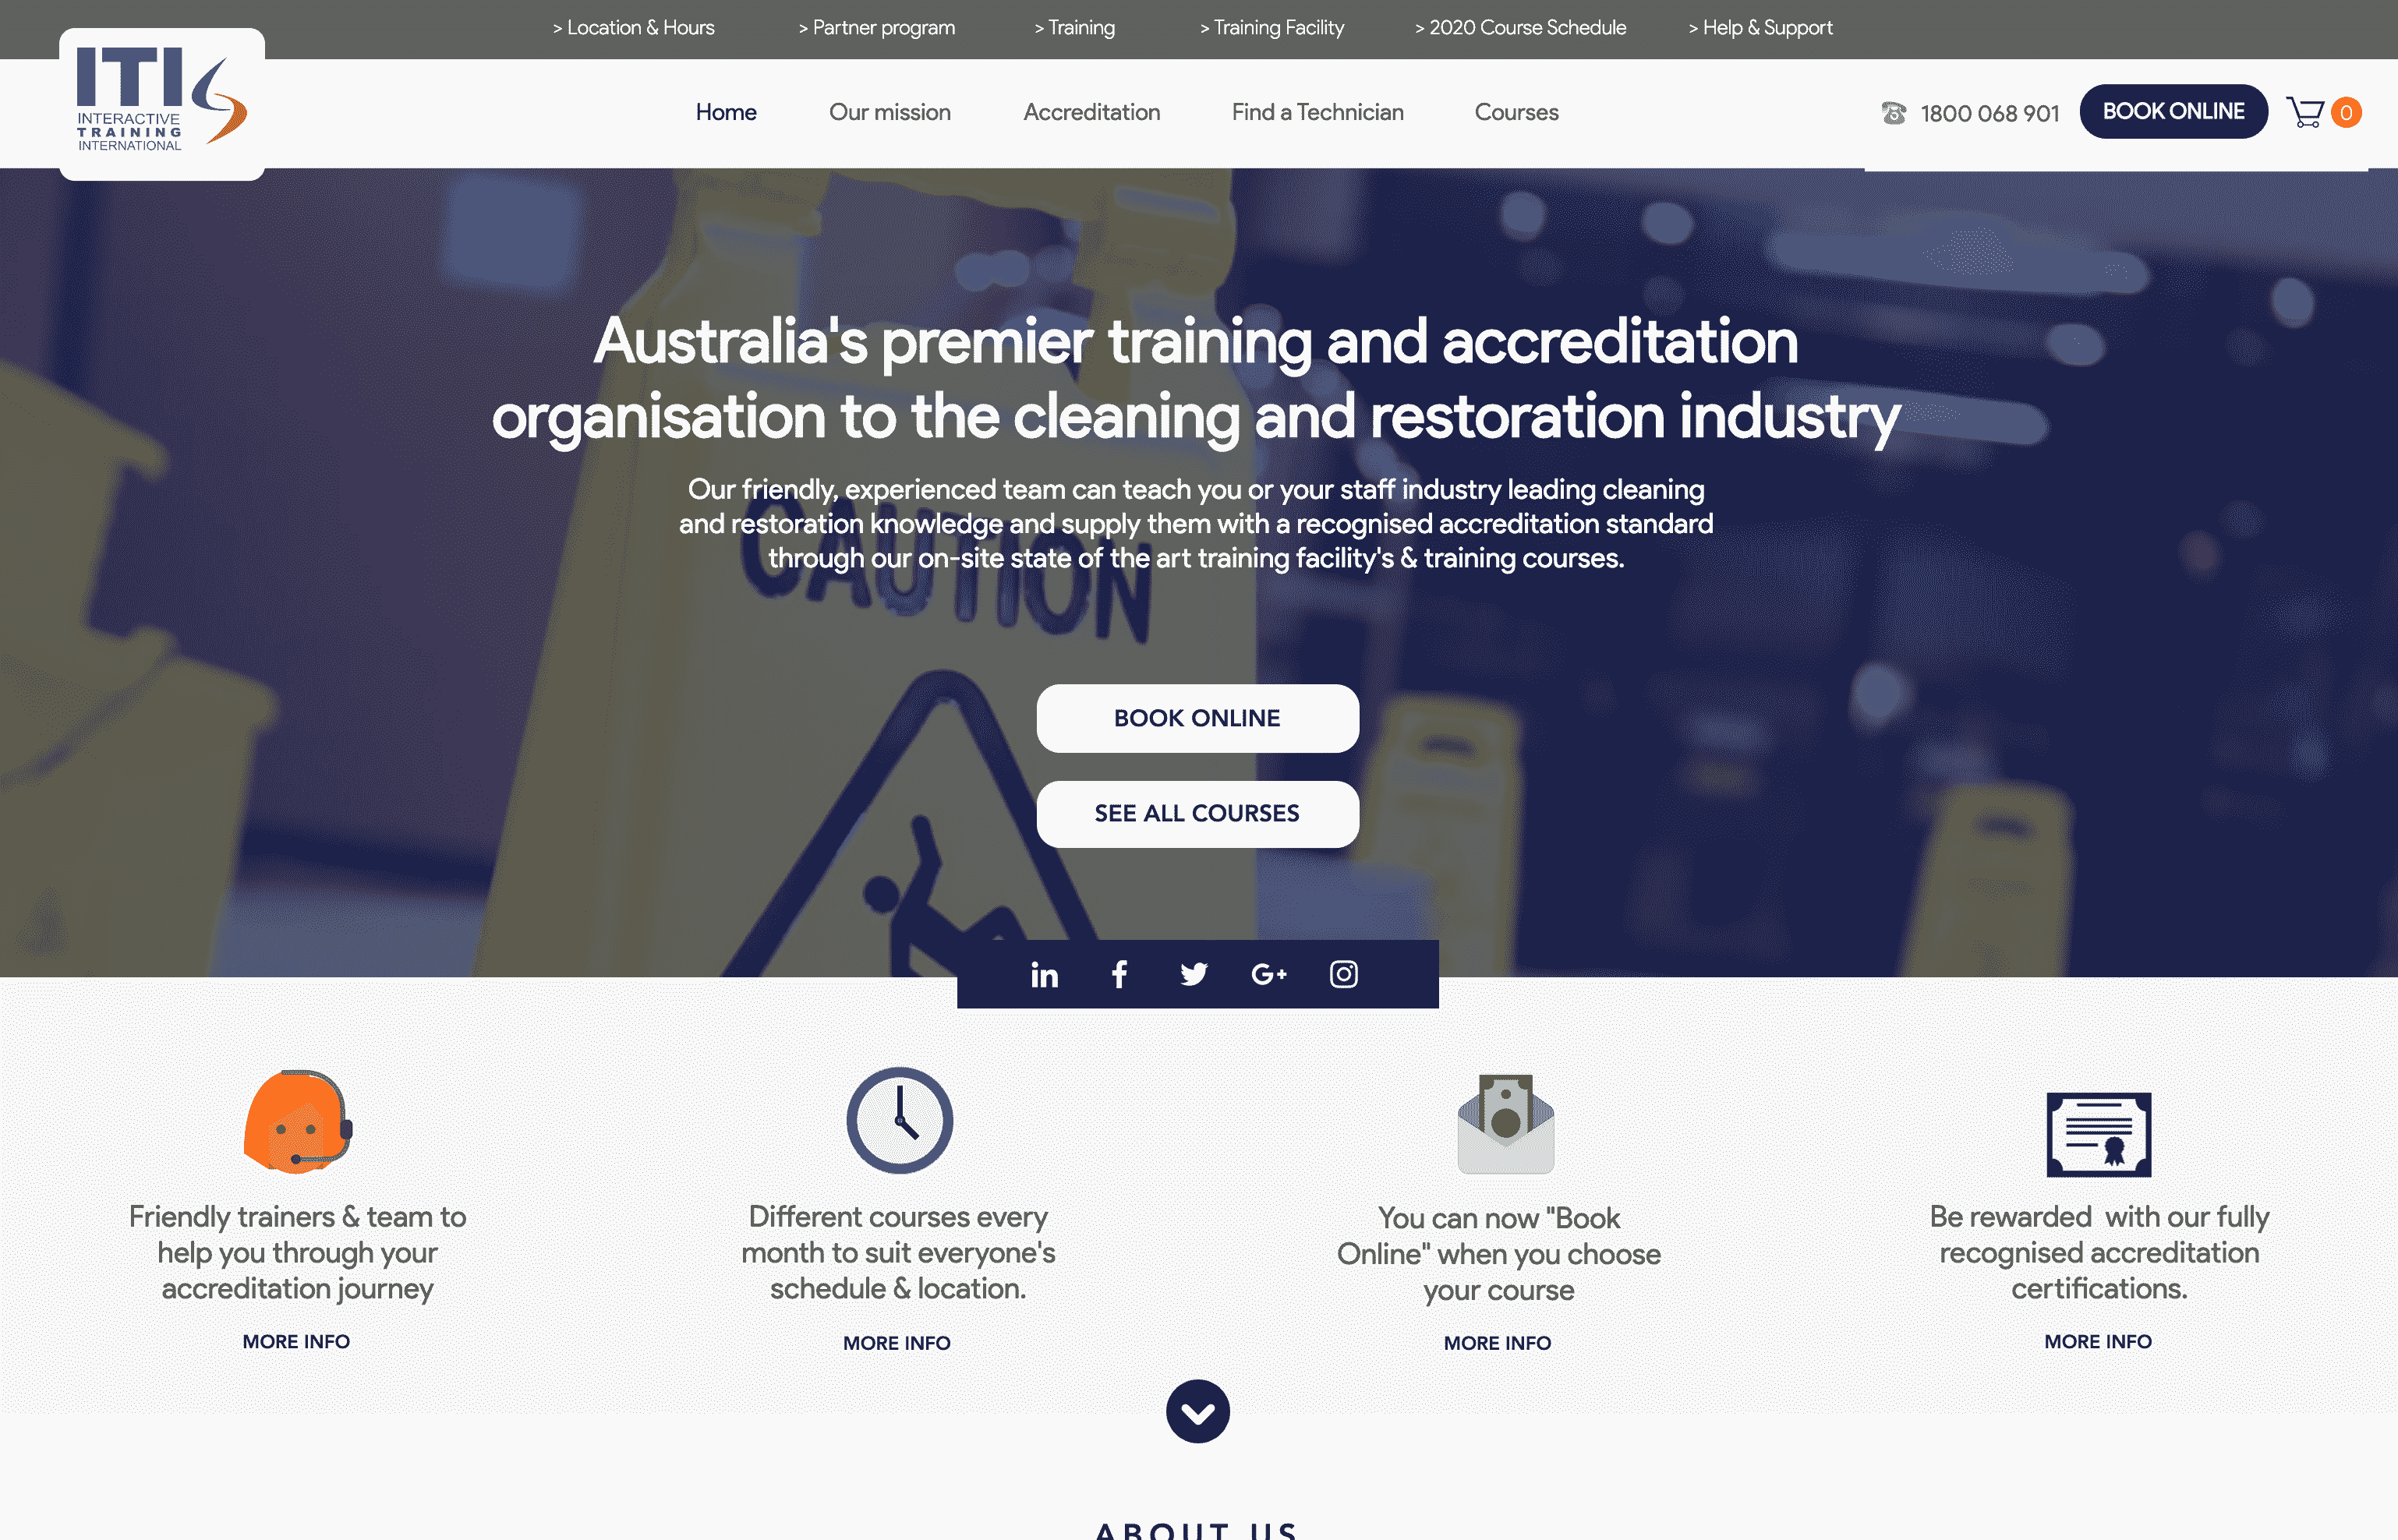 > Location & Hours
> Partner program
> Training
> Training Facility
> 2020 Course Schedule
> Help & Support
ITI
INTERACTIVE
TRAINING
INTERNATIONAL
Home
Our mission
Accreditation
Find a Technician
Courses
1800 068 901
BOOK ONLINE
0
Australia's premier training and accreditation
organisation to the cleaning and restoration industry
Our friendly, experienced team can teach you or your staff industry leading cleaning
and restoration knowledge and supply them with a recognised accreditation standard
through our on-site state of the art training facility's & training courses.
CAUTION
BOOK ONLINE
SEE ALL COURSES
in
f
G+
Friendly trainers & team to
help you through your
accreditation journey
MORE INFO
Different courses every
month to suit everyone's
schedule & location.
MORE INFO
You can now "Book
Online" when you choose
your course
MORE INFO
Be rewarded  with our fully
recognised accreditation
certifications.
MORE INFO
ABOUT US